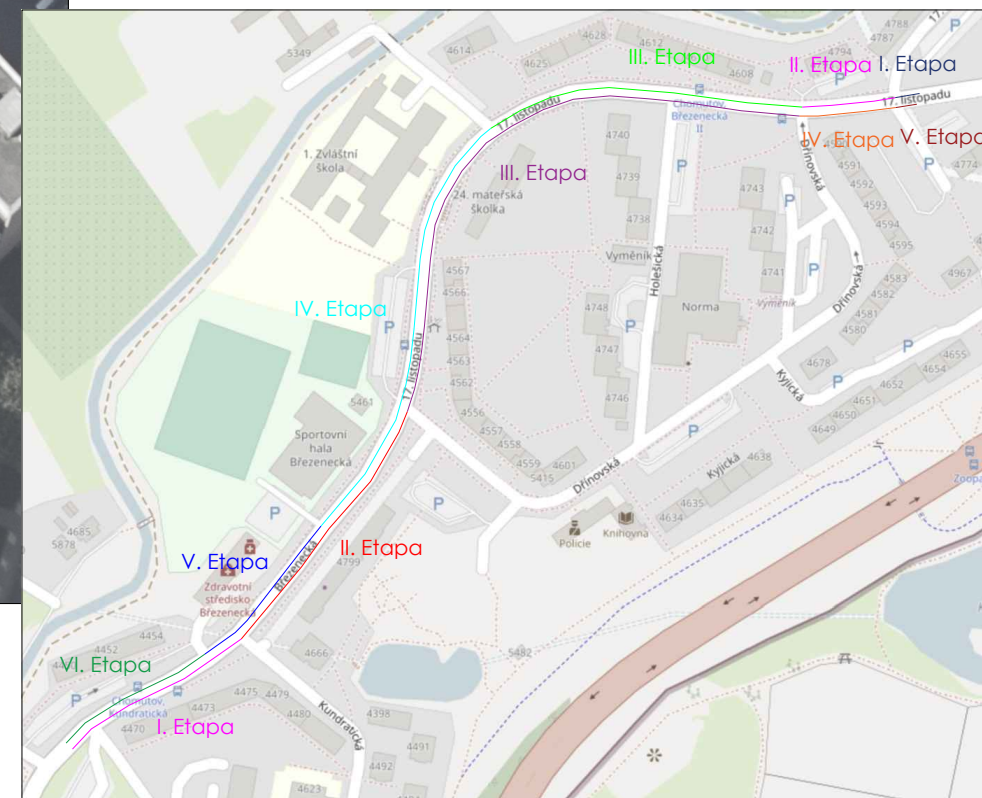 4788
4787
17.
P
5349
4614
4628
4625
4612
III. Etapa
4608
4794
II. Etapa
I. Etapa
P
17. listopadu
17. listopadu
Chomutov,
Březenecká
II
IV. Etapa
V. Etapa
1. Zvláštní
škola
III. Etapa
24. mateřská
školka
4740
4739
4738
P
4743
4742
4741
P
Dřínovská
4591
4592
4593
4594
4595
P
4774
Výměník
Holešická
Norma
Výměník
P
Dřínovská
4583
4582
4581
4580
4967
4567
4566
4564
4563
4562
IV. Etapa
P
17. listopadu
4748
4747
4746
P
4678
P
4655
4654
4652
4651
4650
4649
P
Kyjická
5461
Sportovní
hala
Březenecká
4556
4557
4558
4559
4601
5415
Dřínovská
P
Kyjická
4638
4635
4634
P
P
Policie
Knihovna
4685
5878
V. Etapa
Březenecká
II. Etapa
4799
Zdravotní
středisko
Březenecká
4454
4452
VI. Etapa
P
Chomutov,
Kundratická
I. Etapa
4666
5482
4475
4479
4473
4470
4480
Kundratická
4398
4491
4492
4623